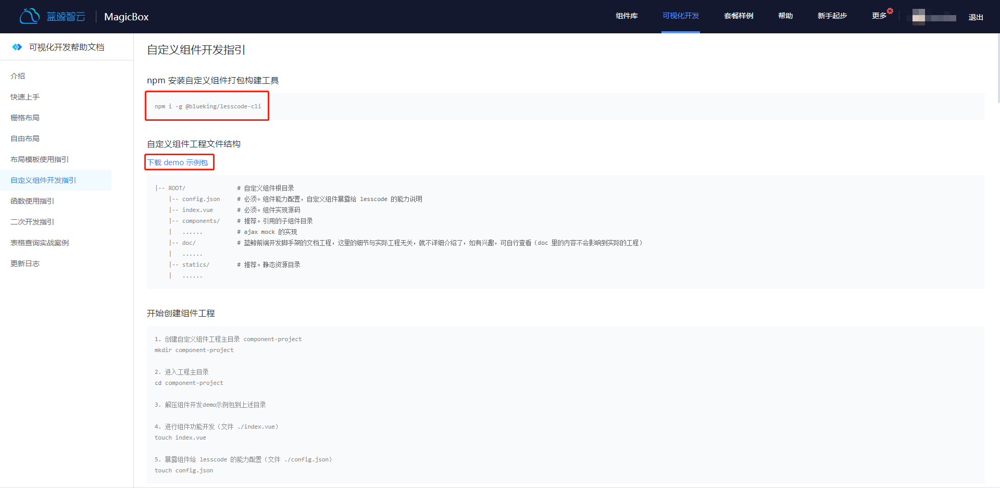 蓝鲸智云 MagicBox 组件库 可视化开发 套餐样例 帮助 新手起步 更多 N 退出
可视化开发帮助文档
介绍
快速上手
栅格布局
自由布局
布局模板使用指引
自定义组件开发指引
函数使用指引
二次开发指引
表格查询实战案例
更新日志
自定义组件开发指引
npm 安装自定义组件打包构建工具
npm i -g @blueking/lesscode-cli
自定义组件工程文件结构
下载 demo 示例包
|-- ROOT/ # 自定义组件根目录
|-- config.json # 必须。组件能力配置，自定义组件暴露给 lesscode 的能力说明
|-- index.vue # 必须。组件实现源码
|-- components/ # 推荐。引用的子组件目录
| ...... # ajax mock 的实现
|-- doc/ # 蓝鲸前端开发脚手架的文档工程，这里的细节与实际工程无关，就不详细介绍了，如有兴趣，可自行查看（doc 里的内容不会影响到实际的工程）
| ......
|-- statics/ # 推荐。静态资源目录
| ......
开始创建组件工程
1. 创建自定义组件工程主目录 component-project
mkdir component-project
2. 进入工程主目录
cd component-project
3. 解压组件开发demo示例包到上述目录
4. 进行组件功能开发（文件 ./index.vue）
touch index.vue
5. 暴露组件给 lesscode 的能力配置（文件 ./config.json）
touch config.json